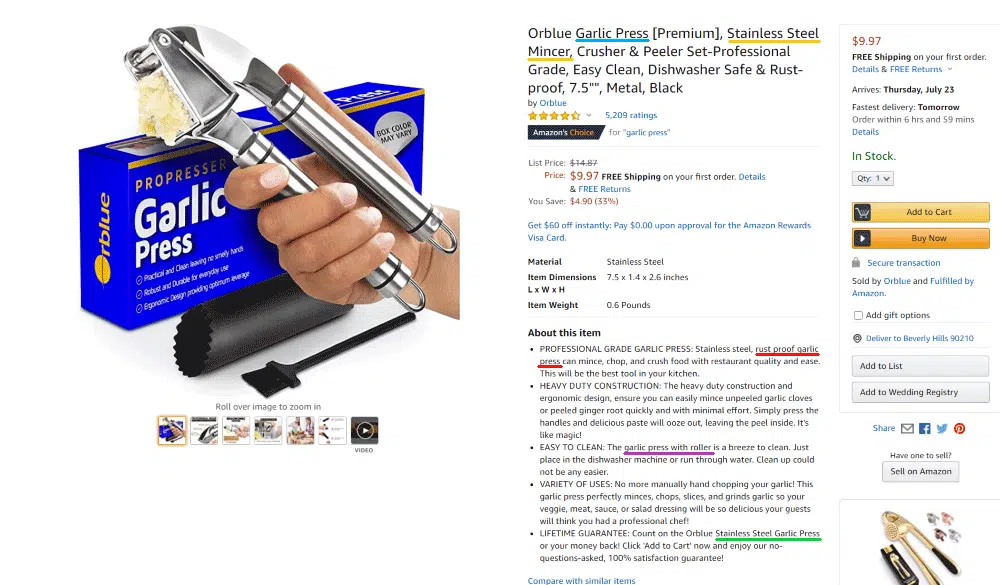 PROPRESSER
Garlic
Press
Press
Orblue
BOX COLOR
MAY VARY
Practical and Clean leaving no smelly hands
Robust and Durable for everyday use
Ergonomic Design providing optimum leverage
Roll over image to zoom in
VIDEO
Orblue Garlic Press [Premium], Stainless Steel
Mincer, Crusher & Peeler Set-Professional
Grade, Easy Clean, Dishwasher Safe & Rust-
proof, 7.5"", Metal, Black
by Orblue
5,209 ratings
Amazon's Choice for "garlic press"
List Price: $14.87
Price: $9.97 FREE Shipping on your first order. Details
& FREE Returns
You Save: $4.90 (33%)
Get $60 off instantly: Pay $0.00 upon approval for the Amazon Rewards
Visa Card.
Material Stainless Steel
Item Dimensions 7.5 x 1.4 x 2.6 inches
L x W x H
Item Weight 0.6 Pounds
About this item
• PROFESSIONAL GRADE GARLIC PRESS: Stainless steel, rust proof garlic
press can mince, chop, and crush food with restaurant quality and ease.
This will be the best tool in your kitchen.
• HEAVY DUTY CONSTRUCTION: The heavy duty construction and
ergonomic design, ensure you can easily mince unpeeled garlic cloves
or peeled ginger root quickly and with minimal effort. Simply press the
handles and delicious paste will ooze out, leaving the peel inside. It's
like magic!
• EASY TO CLEAN: The garlic press with roller is a breeze to clean. Just
place in the dishwasher machine or run through water. Clean up could
not be any easier.
• VARIETY OF USES: No more manually hand chopping your garlic! This
garlic press perfectly minces, chops, slices, and grinds garlic so your
veggie, meat, sauce, or salad dressing will be so delicious your guests
will think you had a professional chef!
• LIFETIME GUARANTEE: Count on the Orblue Stainless Steel Garlic Press
or your money back! Click 'Add to Cart' now and enjoy our no-
questions-asked, 100% satisfaction guarantee!
Compare with similar items
$9.97
FREE Shipping on your first order.
Details & FREE Returns
Arrives: Thursday, July 23
Fastest delivery: Tomorrow
Order within 6 hrs and 59 mins
Details
In Stock.
Qty: 1
Add to Cart
Buy Now
Secure transaction
Sold by Orblue and Fulfilled by
Amazon.
Add gift options
Deliver to Beverly Hills 90210
Add to List
Add to Wedding Registry
Share
Have one to sell?
Sell on Amazon